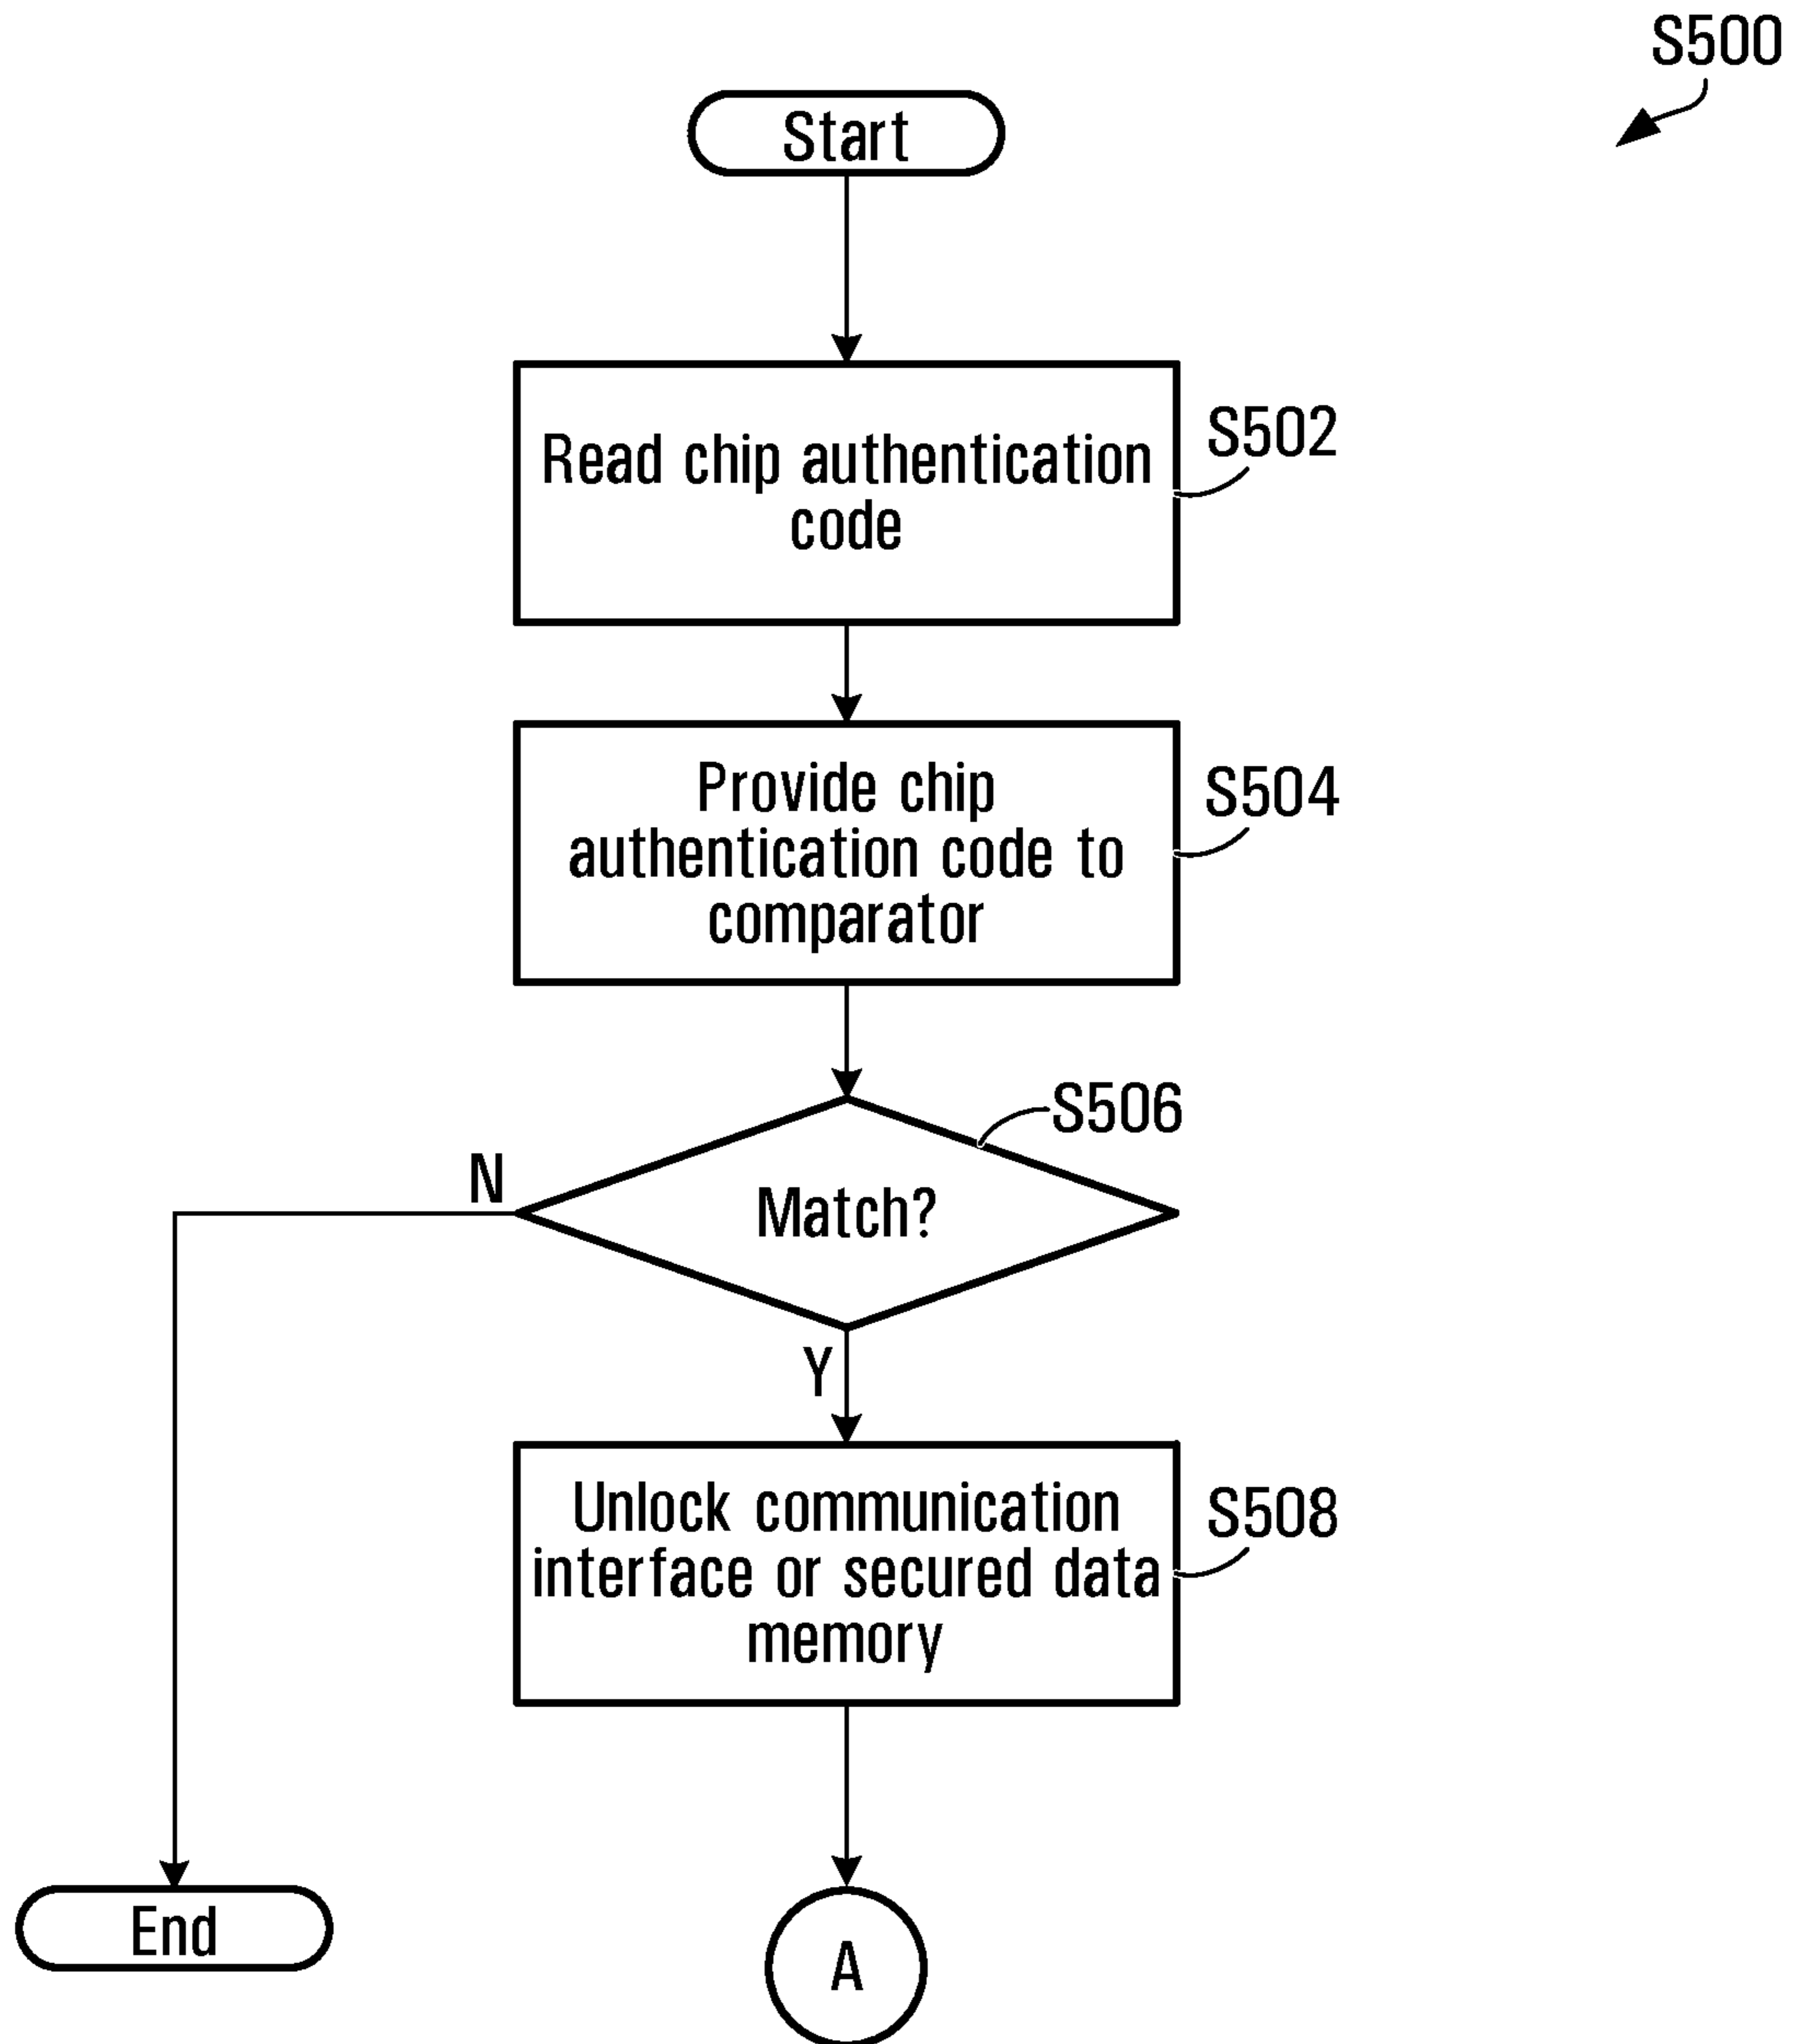 S500
Start
Read chip authentication
code
S502
Provide chip
authentication code to
comparator
S504
S506
Match?
N
Y
Unlock communication
interface or secured data
memory
S508
End
A